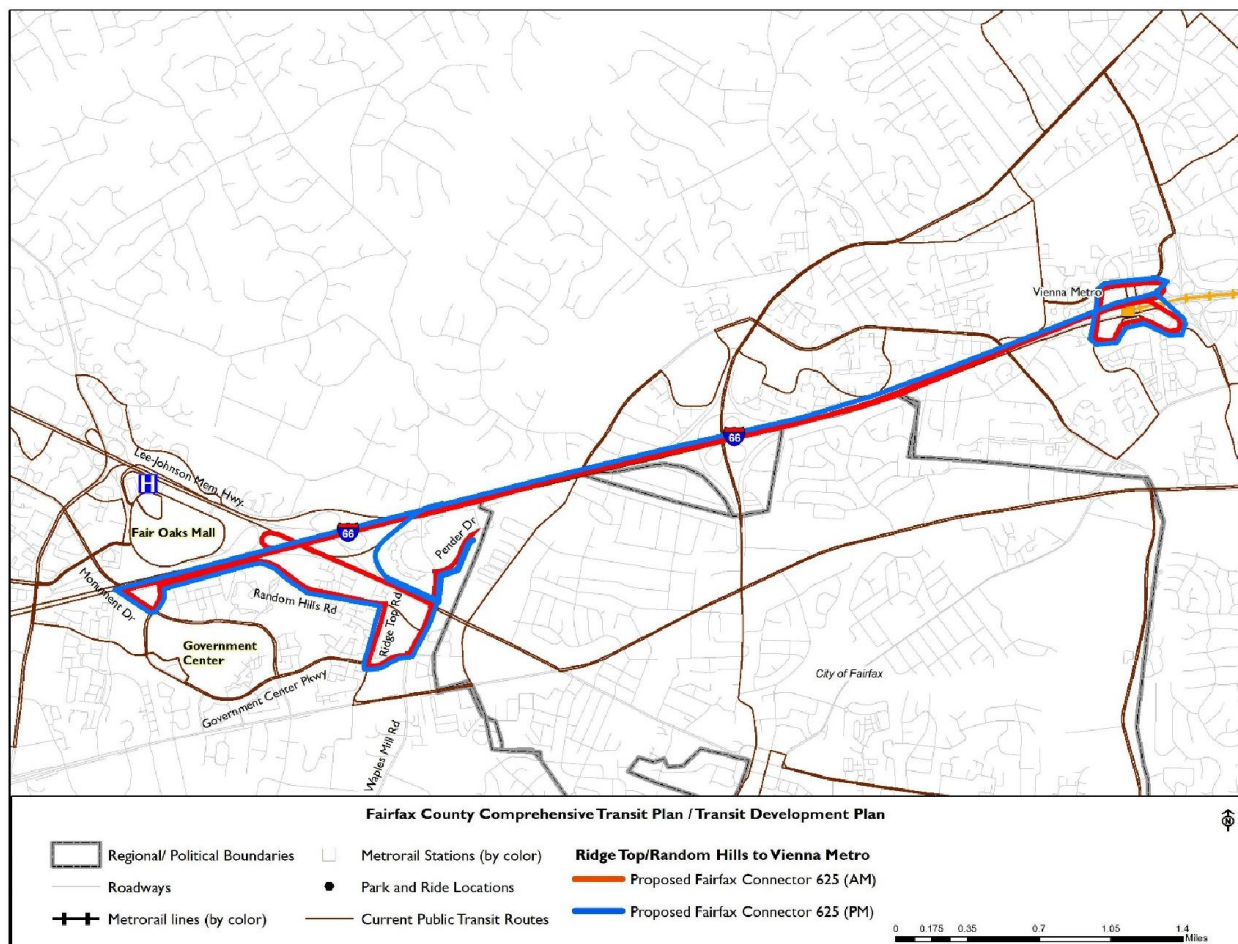 Vienna Metro
66
Lee-Johnson Mem Hwy
H
Fair Oaks Mall
66
Pender Dr
Monument Dr
Random Hills Rd
Ridge Top Rd
Government
Center
City of Fairfax
Government Center Pkwy
Waples Mill Rd
Fairfax County Comprehensive Transit Plan / Transit Development Plan
N
Regional/ Political Boundaries
Metrorail Stations (by color)
Ridge Top/Random Hills to Vienna Metro
Roadways
Park and Ride Locations
Proposed Fairfax Connector 625 (AM)
Metrorail lines (by color)
Current Public Transit Routes
Proposed Fairfax Connector 625 (PM)
0 0.175 0.35 0.7 1.05 1.4
Miles